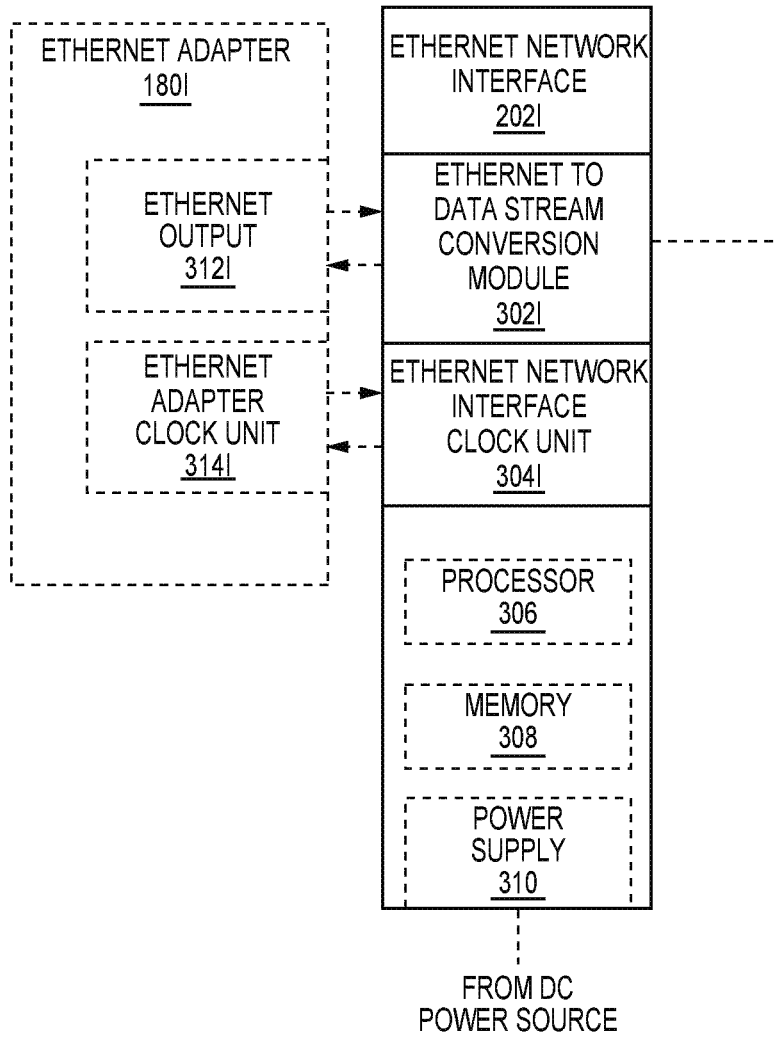 ETHERNET ADAPTER
180I
ETHERNET
OUTPUT
312I
ETHERNET
ADAPTER
CLOCK UNIT
314I
ETHERNET NETWORK
INTERFACE
202I
ETHERNET TO
DATA STREAM
CONVERSION
MODULE
302I
ETHERNET NETWORK
INTERFACE
CLOCK UNIT
304I
PROCESSOR
306
MEMORY
308
POWER
SUPPLY
310
FROM DC
POWER SOURCE